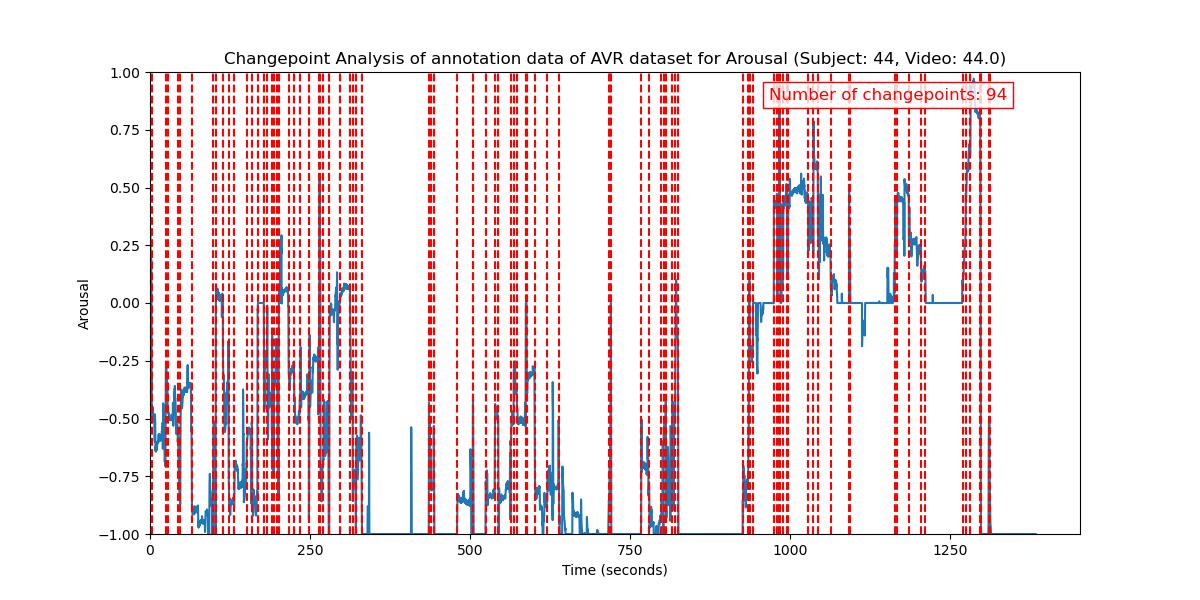 Changepoint Analysis of annotation data of AVR dataset for Arousal (Subject: 44, Video: 44.0)
Number of changepoints: 94
Arousal
1.00
0.75
0.50
0.25
0.00
−0.25
−0.50
−0.75
−1.00
0 250 500 750 1000 1250
Time (seconds)